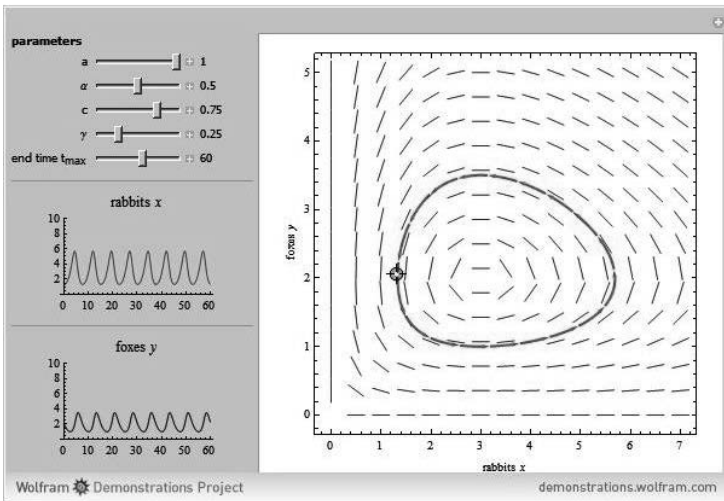 parameters
a 1
α 0.5
c 0.75
γ 0.25
end time tmax 60
rabbits x
10
8
6
4
2
0 10 20 30 40 50 60
foxes y
10
8
6
4
2
0 10 20 30 40 50 60
5
4
3
2
1
0
foxes y
0 1 2 3 4 5 6 7
rabbits x
Wolfram Demonstrations Project
demonstrations.wolfram.com